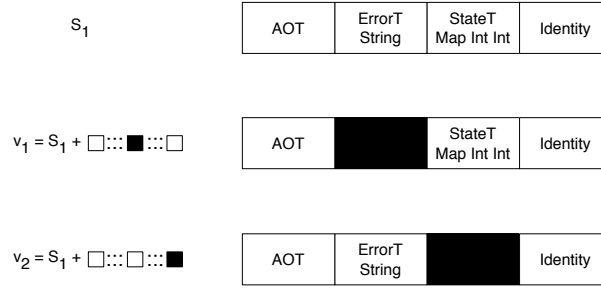 S1 AOT ErrorT String StateT Map Int Int Identity
v1 = S1 + □:::■:::□ AOT StateT Map Int Int Identity
v2 = S1 + □:::□:::■ AOT ErrorT String Identity